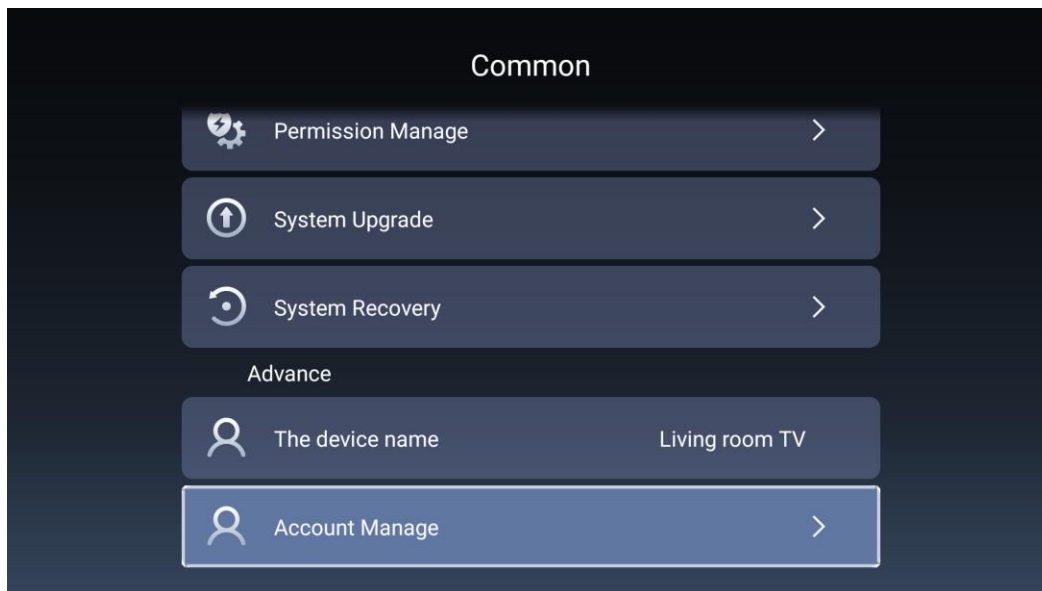 Common
Permission Manage
System Upgrade
System Recovery
Advance
The device name Living room TV
Account Manage